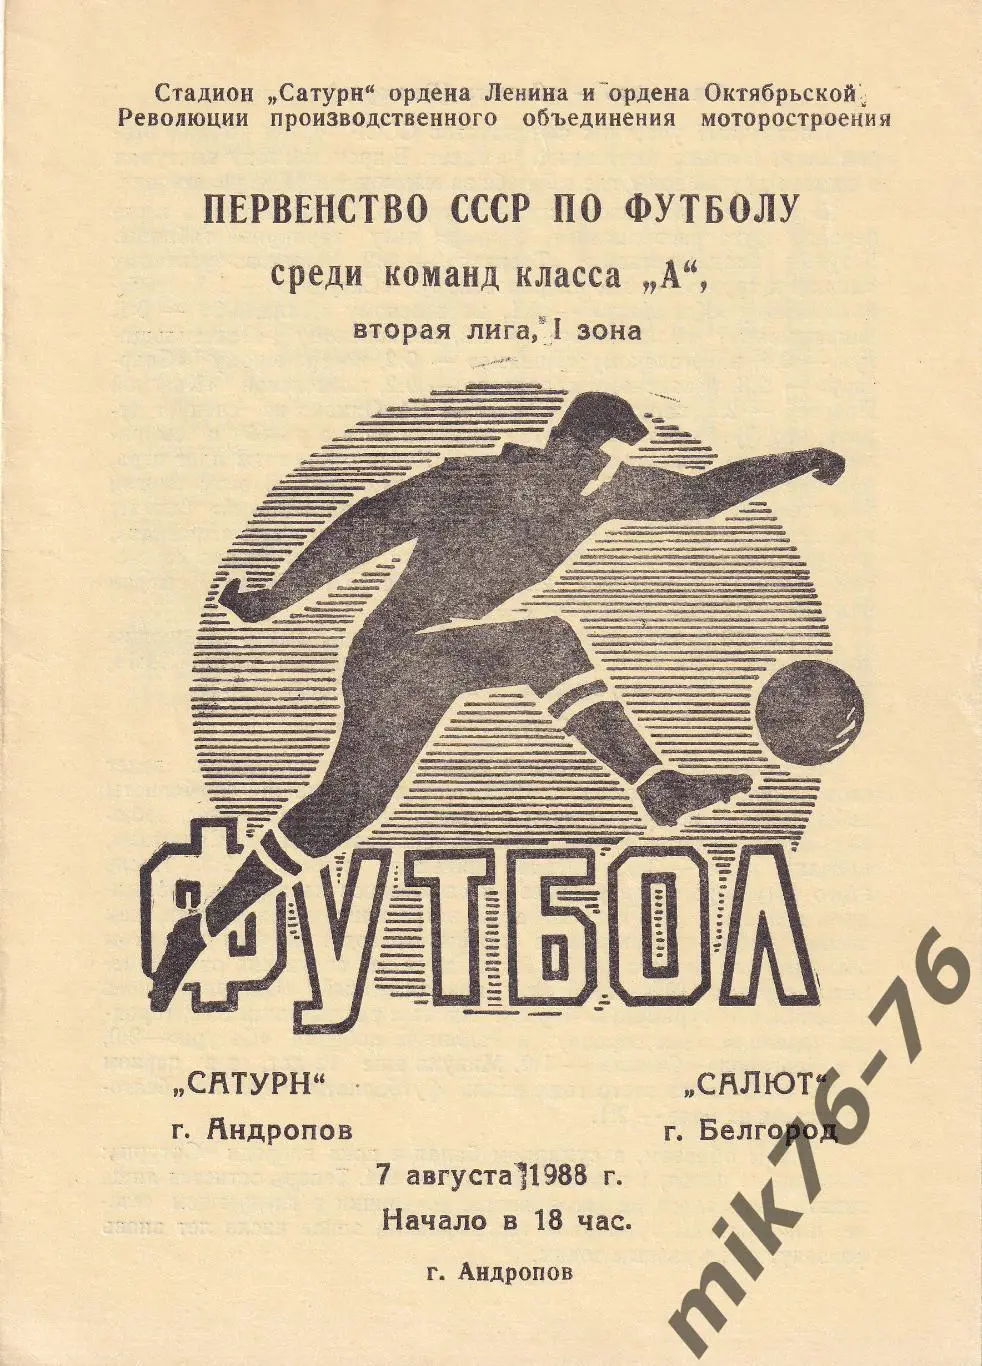 Стадион „Сатурн“ ордена Ленина и ордена Октябрьской
Революции производственного объединения моторостроения
ПЕРВЕНСТВО СССР ПО ФУТБОЛУ
среди команд класса „А“,
вторая лига, I зона
ФУТБОЛ
„САТУРН“ „САЛЮТ“
г. Андропов г. Белгород
7 августа 1988 г.
Начало в 18 час.
г. Андропов
mik76-76